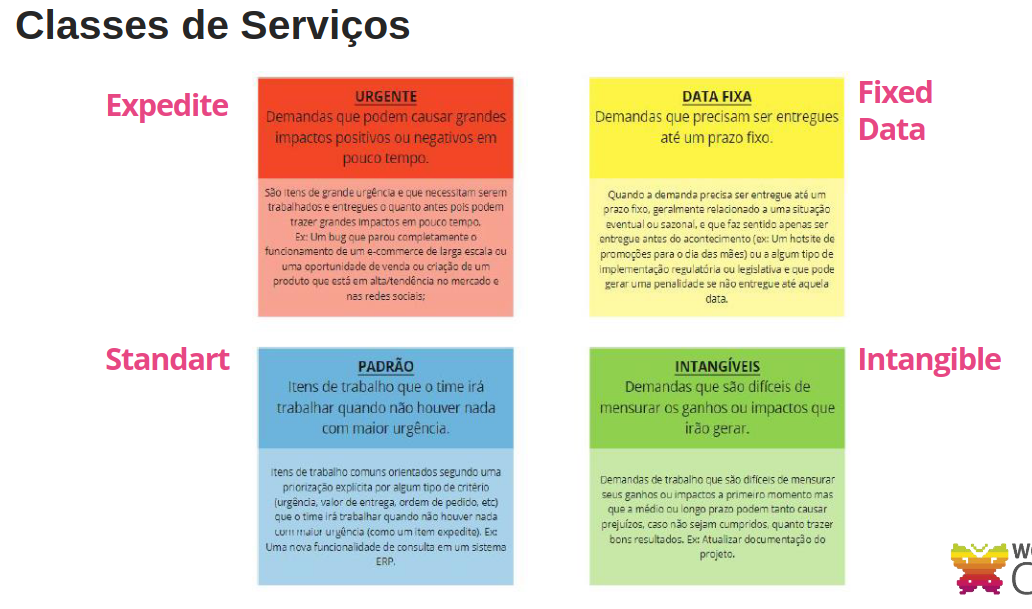 Classes de Serviços
Expedite
URGENTE
Demandas que podem causar grandes
impactos positivos ou negativos em
pouco tempo.
São itens de grande urgência e que necessitam serem
trabalhados e entregues o quanto antes pois podem
trazer grandes impactos em pouco tempo.
Ex: Um bug que parou completamente o
funcionamento de um e-commerce de larga escala ou
uma oportunidade de venda ou criação de um
produto que está em alta/tendência no mercado e
nas redes sociais;
DATA FIXA
Demandas que precisam ser entregues
até um prazo fixo.
Quando a demanda precisa ser entregue até um
prazo fixo, geralmente relacionado a uma situação
eventual ou sazonal, e que faz sentido apenas ser
entregue antes do acontecimento (ex: Um hotsite de
promoções para o dia das mães) ou a algum tipo de
implementação regulatória ou legislativa e que pode
gerar uma penalidade se não entregue até aquela
data.
Fixed
Data
Standart
PADRÃO
Itens de trabalho que o time irá
trabalhar quando não houver nada
com maior urgência.
Itens de trabalho comuns orientados segundo uma
priorização explícita por algum tipo de critério
(urgência, valor de entrega, ordem de pedido, etc)
que o time irá trabalhar quando não houver nada
com maior urgência (como um item expedite). Ex:
Uma nova funcionalidade de consulta em um sistema
ERP.
INTANGÍVEIS
Demandas que são difíceis de
mensurar os ganhos ou impactos que
irão gerar.
Demandas de trabalho que são difíceis de mensurar
seus ganhos ou impactos a primeiro momento mas
que a médio ou longo prazo podem tanto causar
prejuízos, caso não sejam cumpridos, quanto trazer
bons resultados. Ex: Atualizar documentação do
projeto.
Intangible